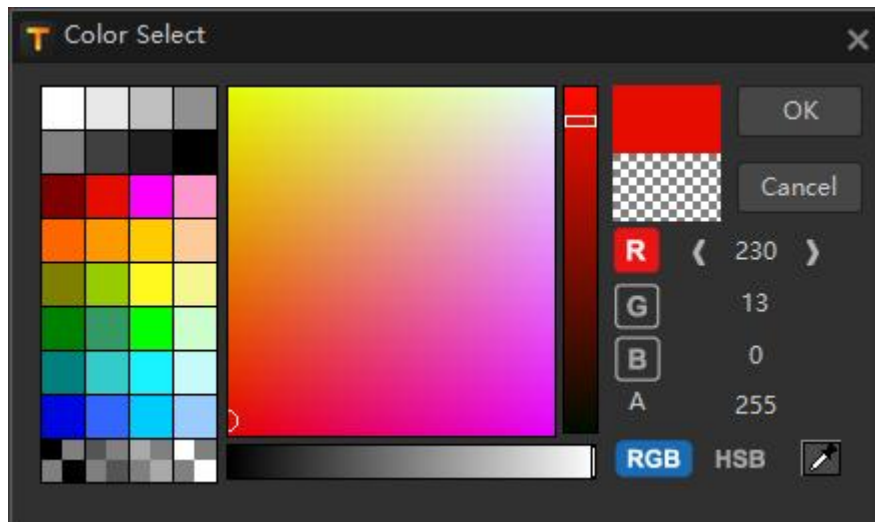 T Color Select
OK
Cancel
R 230
G 13
B 0
A 255
RGB HSB